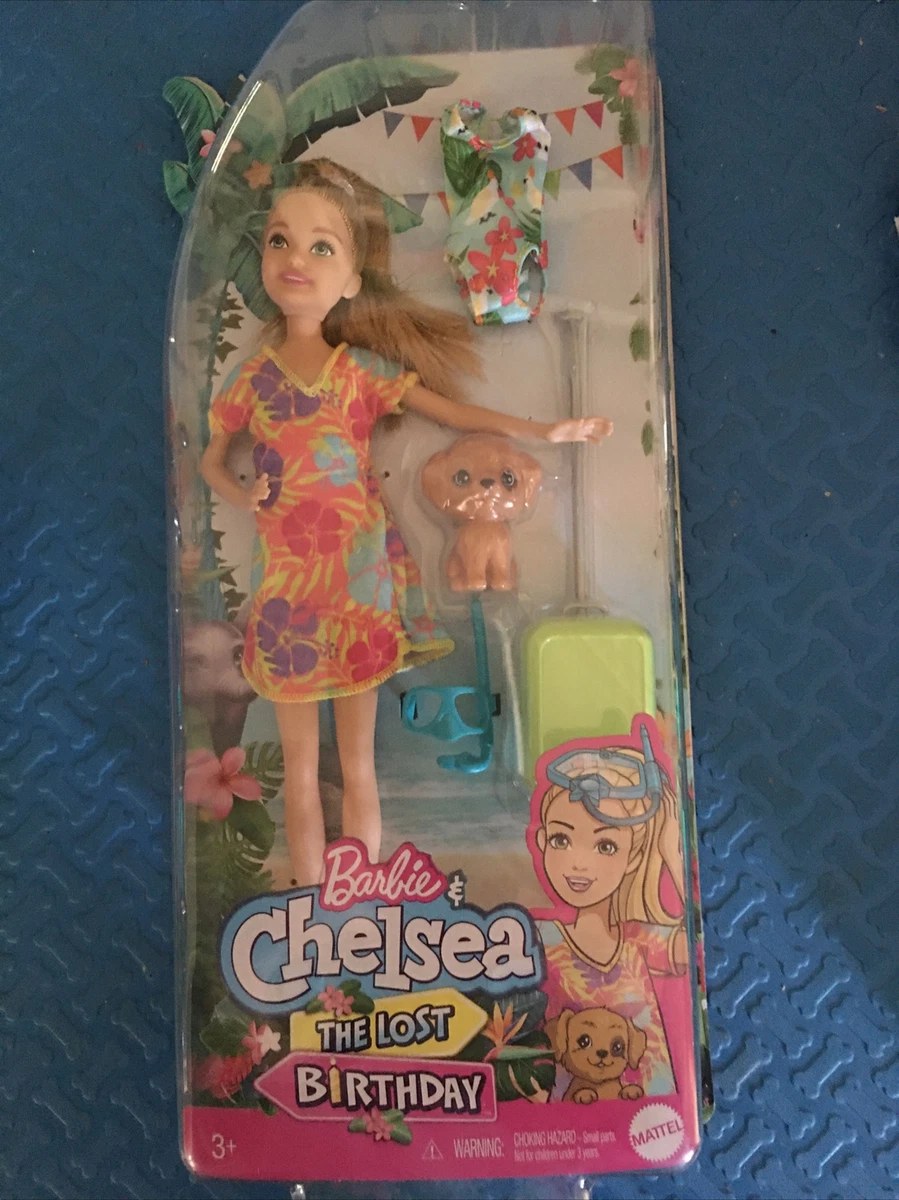 Barbie &
Chelsea
THE LOST
BiRTHDAY
3+
WARNING: CHOKING HAZARD - Small parts
Not for children under 3 years.
MATTEL